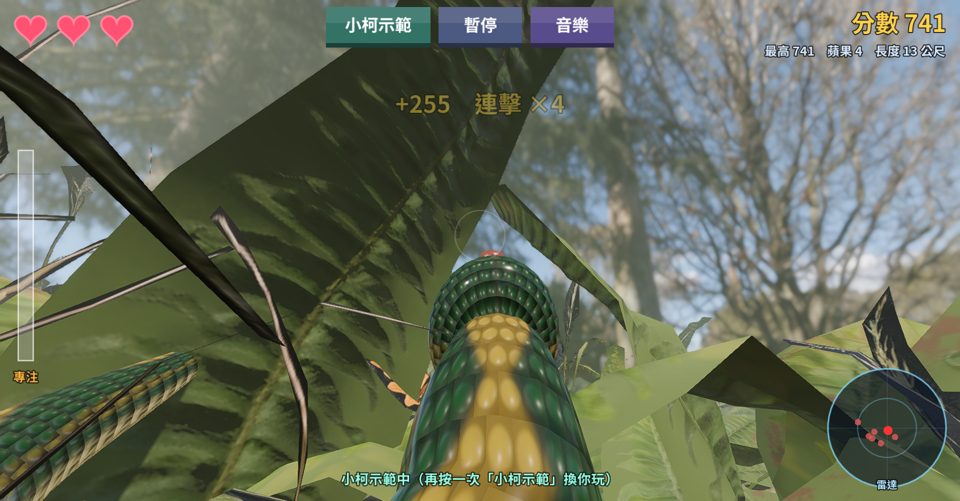 小柯示範
暫停
音樂
分數 741
最高 741 蘋果 4 長度 13 公尺
+255 連擊 ×4
專注
小柯示範中（再按一次「小柯示範」換你玩）
雷達